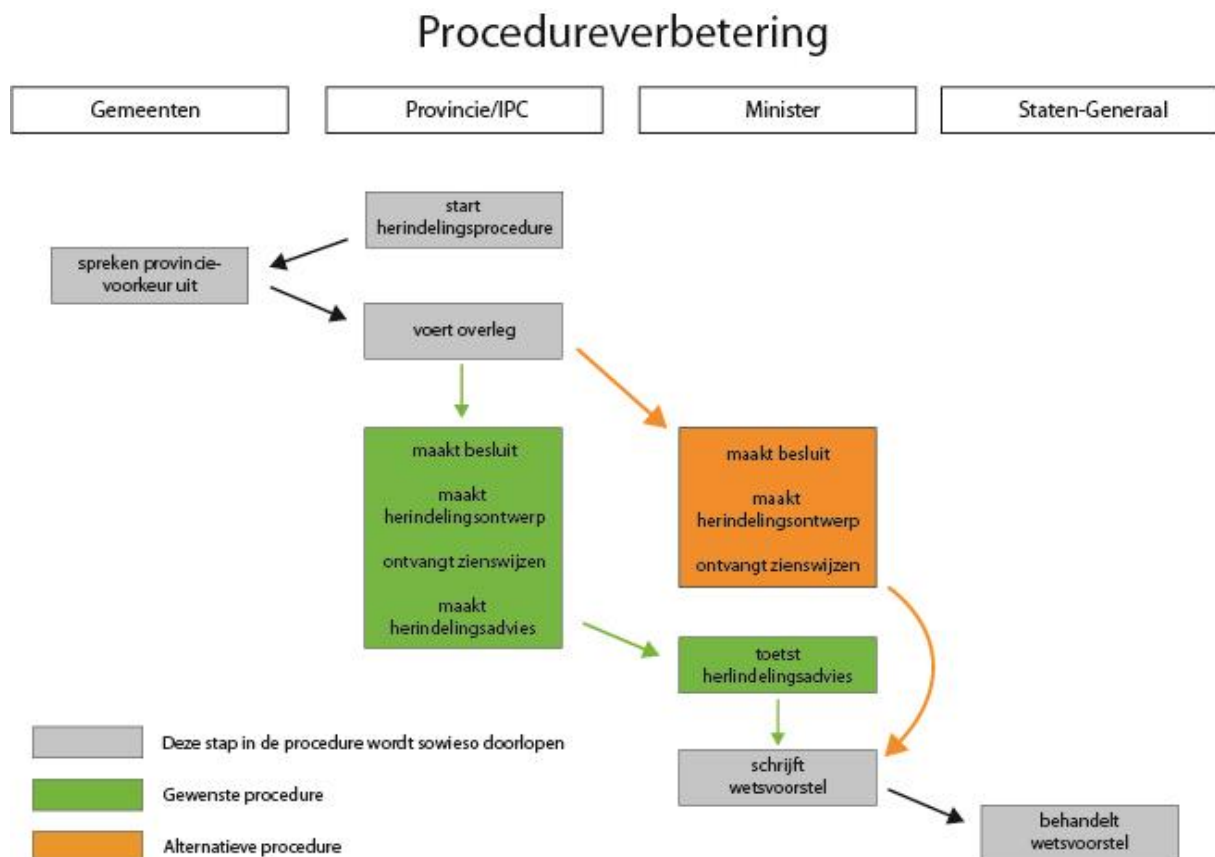 Procedureverbetering
Gemeenten
Provincie/IPC
Minister
Staten-Generaal
start
herindelingsprocedure
spreken provincie-
voorkeur uit
voert overleg
maakt besluit
maakt
herindelingsontwerp
ontvangt zienswijzen
maakt
herindelingsadvies
maakt besluit
maakt
herindelingsontwerp
ontvangt zienswijzen
toetst
herlindelingsadvies
schrijft
wetsvoorstel
behandelt
wetsvoorstel
Deze stap in de procedure wordt sowieso doorlopen
Gewenste procedure
Alternatieve procedure